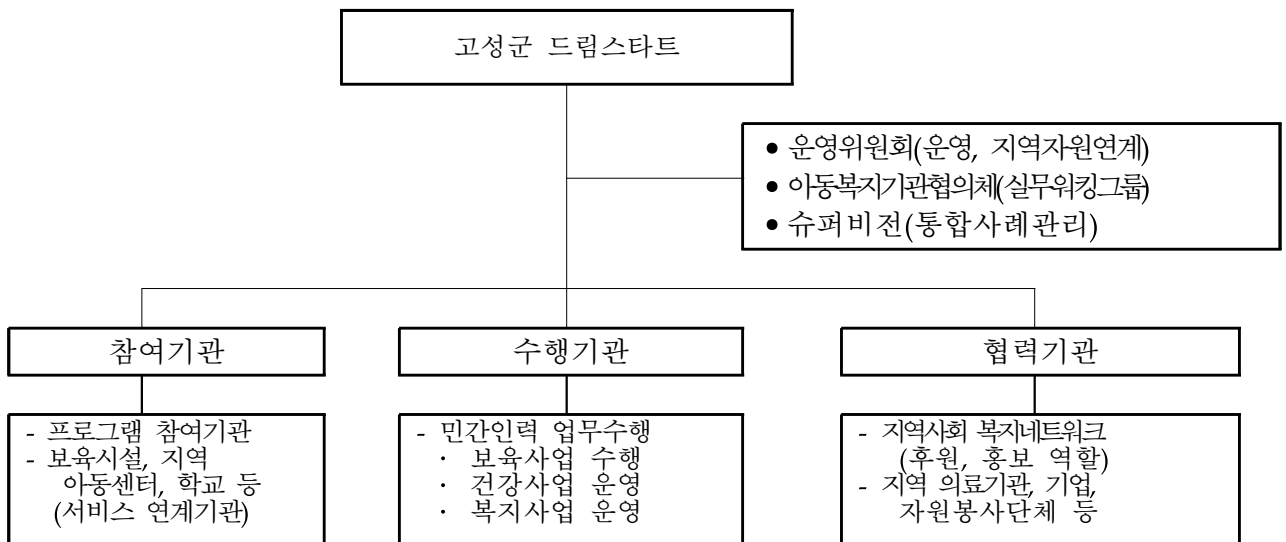 고성군 드림스타트
● 운영위원회(운영, 지역자원연계)
● 아동복지기관협의체(실무워킹그룹)
● 슈퍼비전(통합사례관리)
참여기관
수행기관
협력기관
- 프로그램 참여기관
- 보육시설, 지역
아동센터, 학교 등
(서비스 연계기관)
- 민간인력 업무수행
· 보육사업 수행
· 건강사업 운영
· 복지사업 운영
- 지역사회 복지네트워크
(후원, 홍보 역할)
- 지역 의료기관, 기업,
자원봉사단체 등